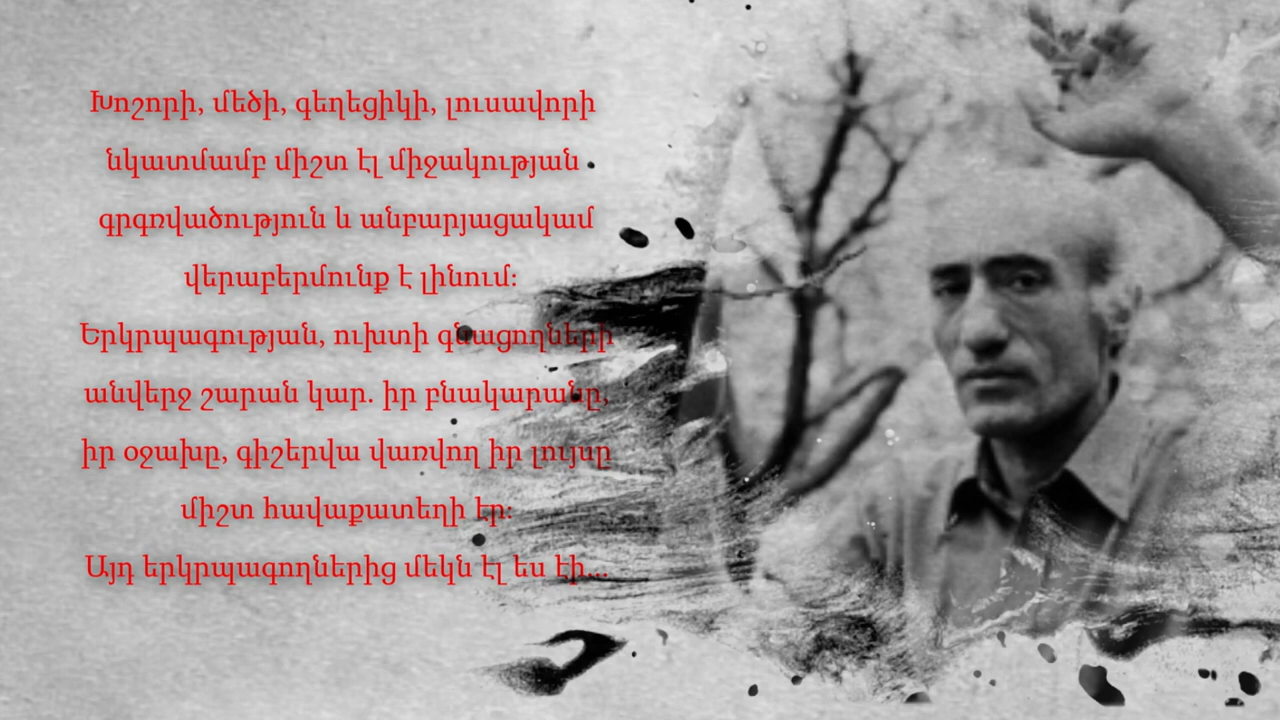 Խոշորի, մեծի, գեղեցիկի, լուսավորի
նկատմամբ միշտ էլ միջակության
գրգռվածություն և անբարյացակամ
վերաբերմունք է լինում։
Երկրպագության, ուխտի գնացողների
անվերջ շարան կար. իր բնակարանը,
իր օջախը, գիշերվա վառվող իր լույսը
միշտ հավաքատեղի էր։
Այդ երկրպագողներից մեկն էլ ես էի...